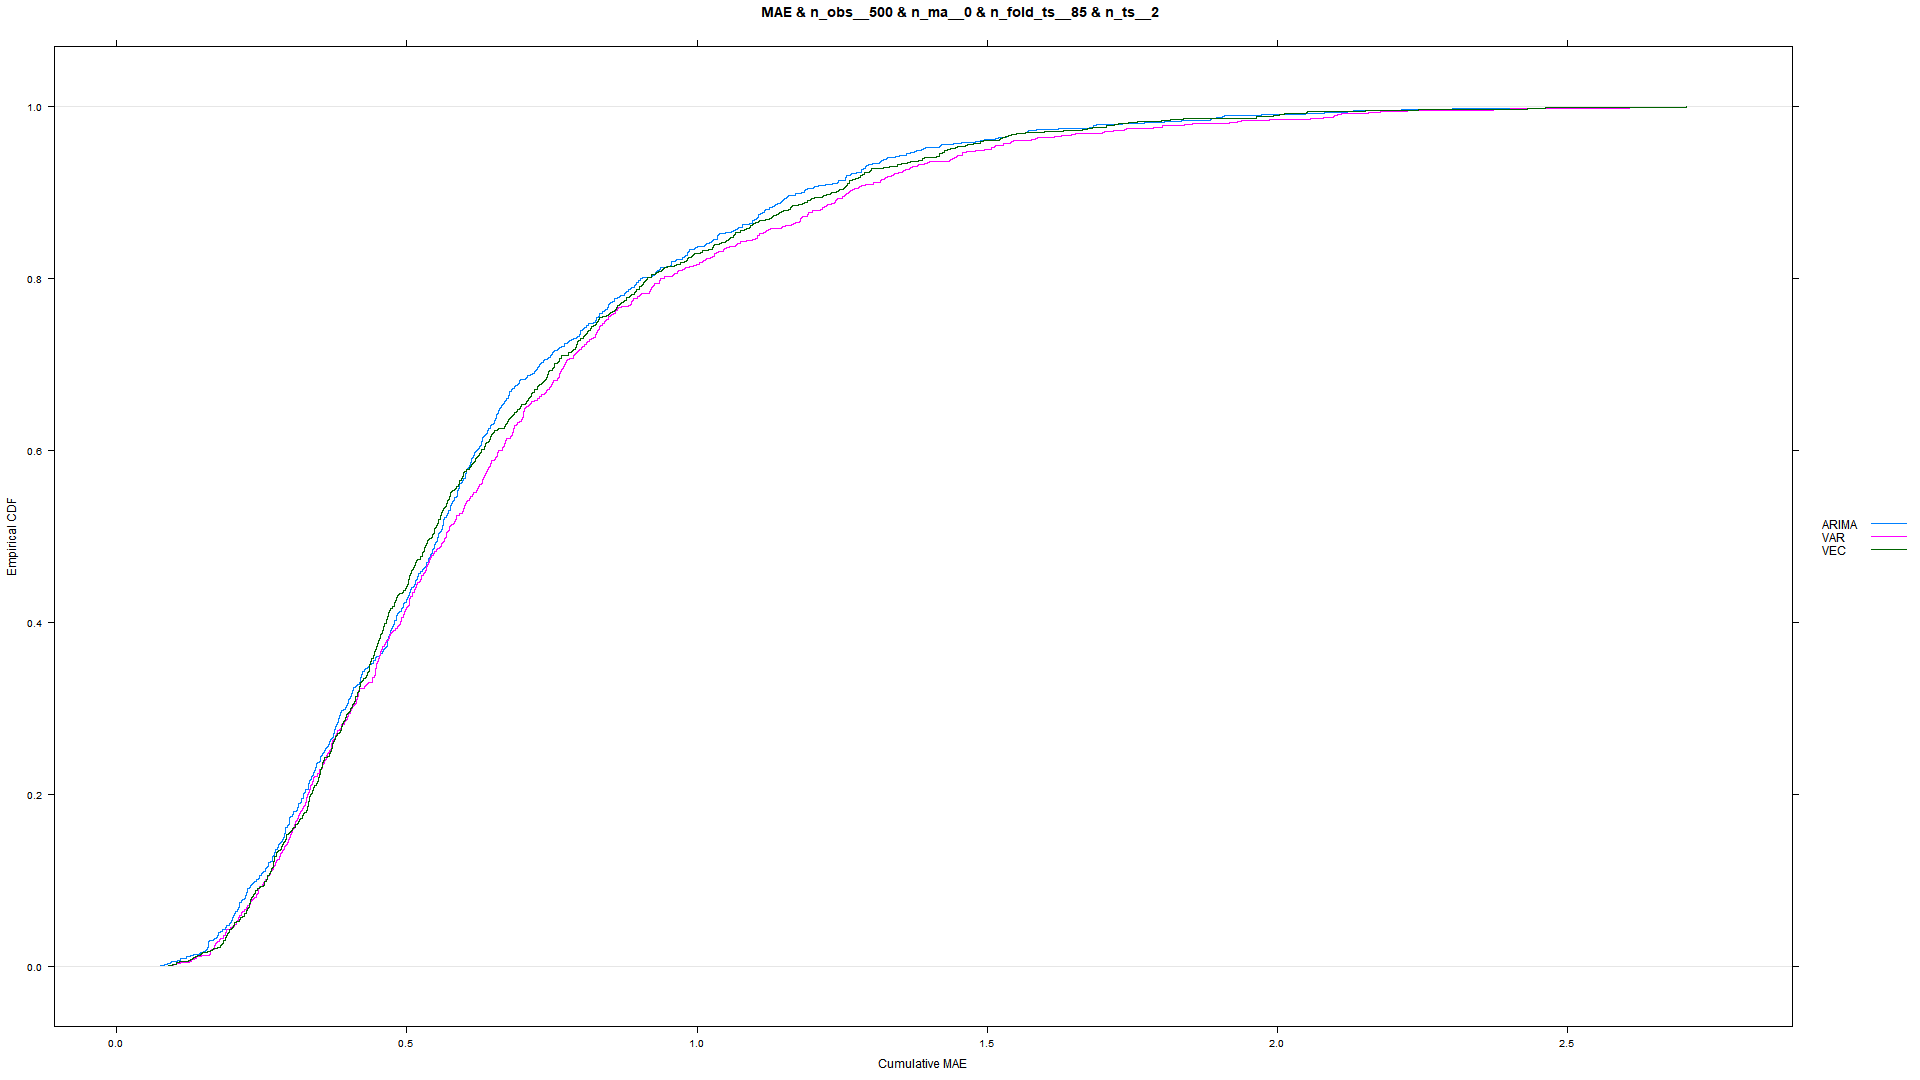 MAE & n_obs__500 & n_ma__0 & n_fold_ts__85 & n_ts__2
1.0
0.8
0.6
0.4
0.2
0.0
Empirical CDF
0.0 0.5 1.0 1.5 2.0 2.5
Cumulative MAE
ARIMA
VAR
VEC